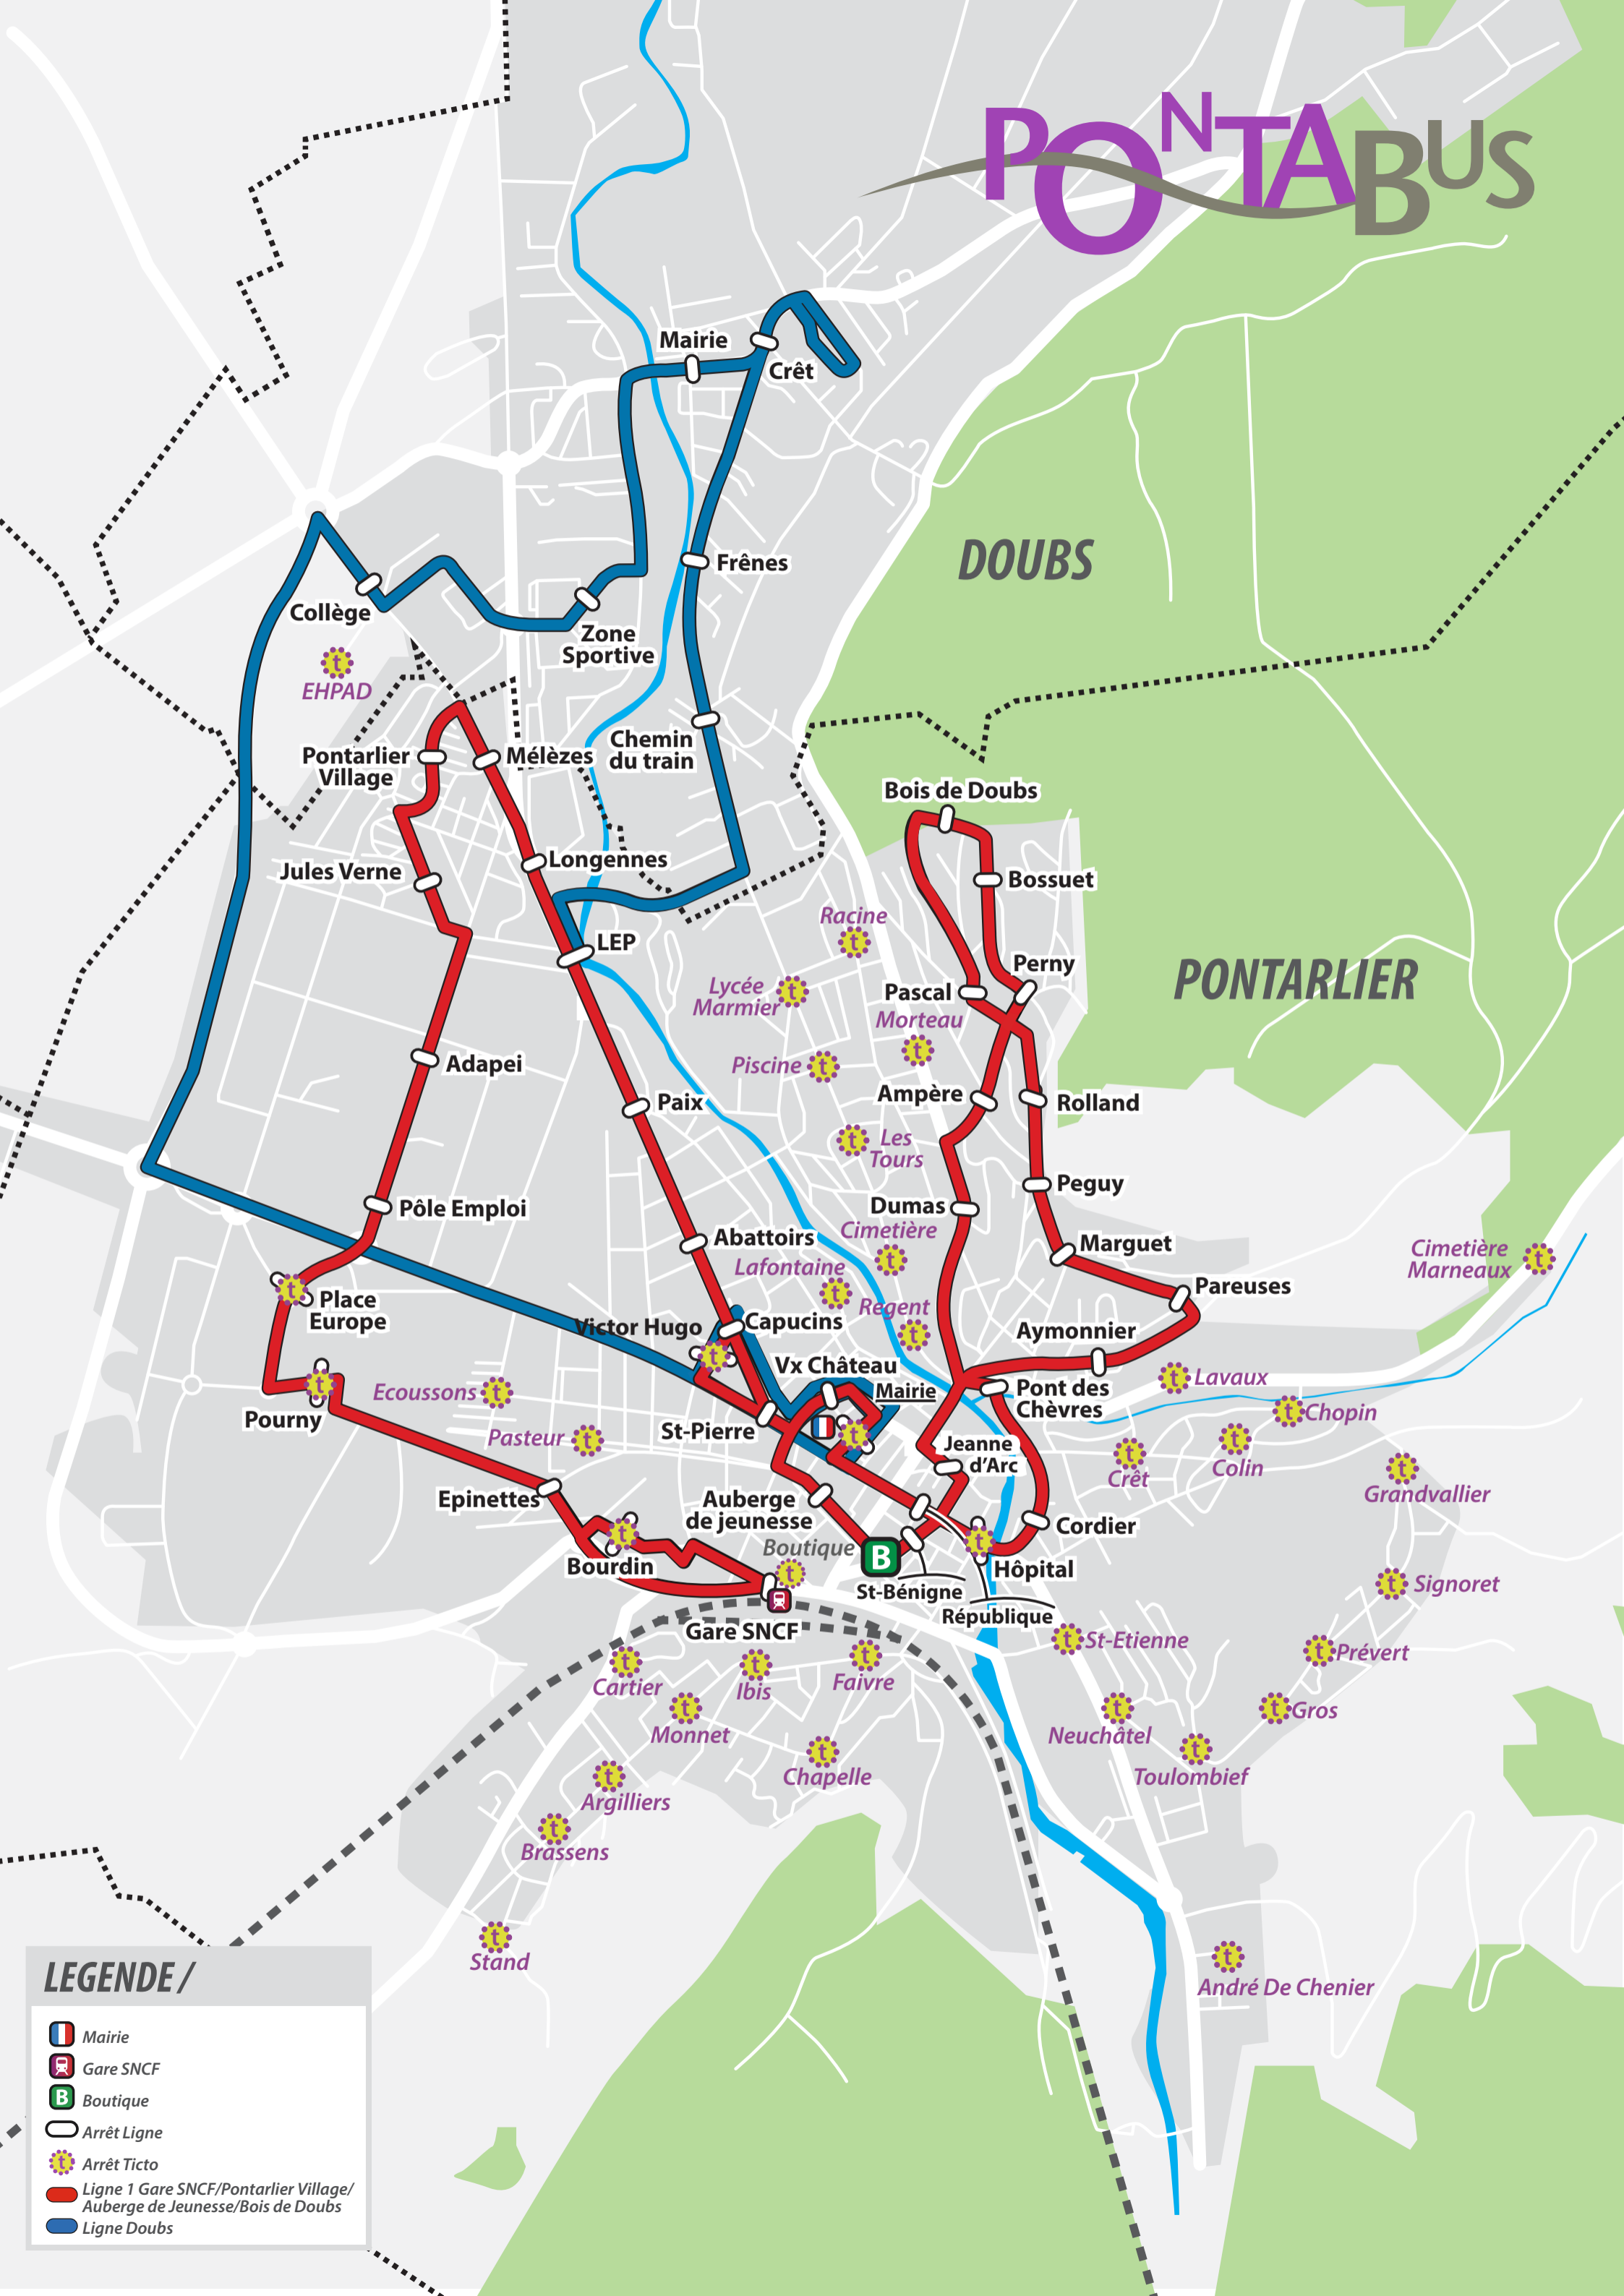 PONTABUS
Mairie
Crêt
DOUBS
Frênes
Collège
Zone
Sportive
EHPAD
Chemin
du train
Pontarlier
Village
Mélèzes
Bois de Doubs
Longennes
Jules Verne
Bossuet
Racine
LEP
Perny
PONTARLIER
Lycée
Marmier
Pascal
Morteau
Piscine
Adapei
Ampère
Paix
Rolland
Les
Tours
Peguy
Pôle Emploi
Dumas
Cimetière
Abattoirs
Marguet
Cimetière
Marneaux
Lafontaine
Pareuses
Place
Europe
Regent
Victor Hugo
Capucins
Aymonnier
Vx Château
Lavaux
Ecoussons
Mairie
Pont des
Chèvres
Chopin
Pourny
St-Pierre
Pasteur
Jeanne
d'Arc
Crêt
Colin
Grandvallier
Epinettes
Auberge
de jeunesse
Cordier
Boutique
B
Bourdin
Hôpital
St-Bénigne
Signoret
République
Gare SNCF
St-Etienne
Prévert
Cartier
Ibis
Faivre
Gros
Monnet
Neuchâtel
Chapelle
Toulombief
Argilliers
Brassens
Stand
André De Chenier
LEGENDE /
Mairie
Gare SNCF
B Boutique
Arrêt Ligne
t Arrêt Ticto
Ligne 1 Gare SNCF/Pontarlier Village/
Auberge de Jeunesse/Bois de Doubs
Ligne Doubs